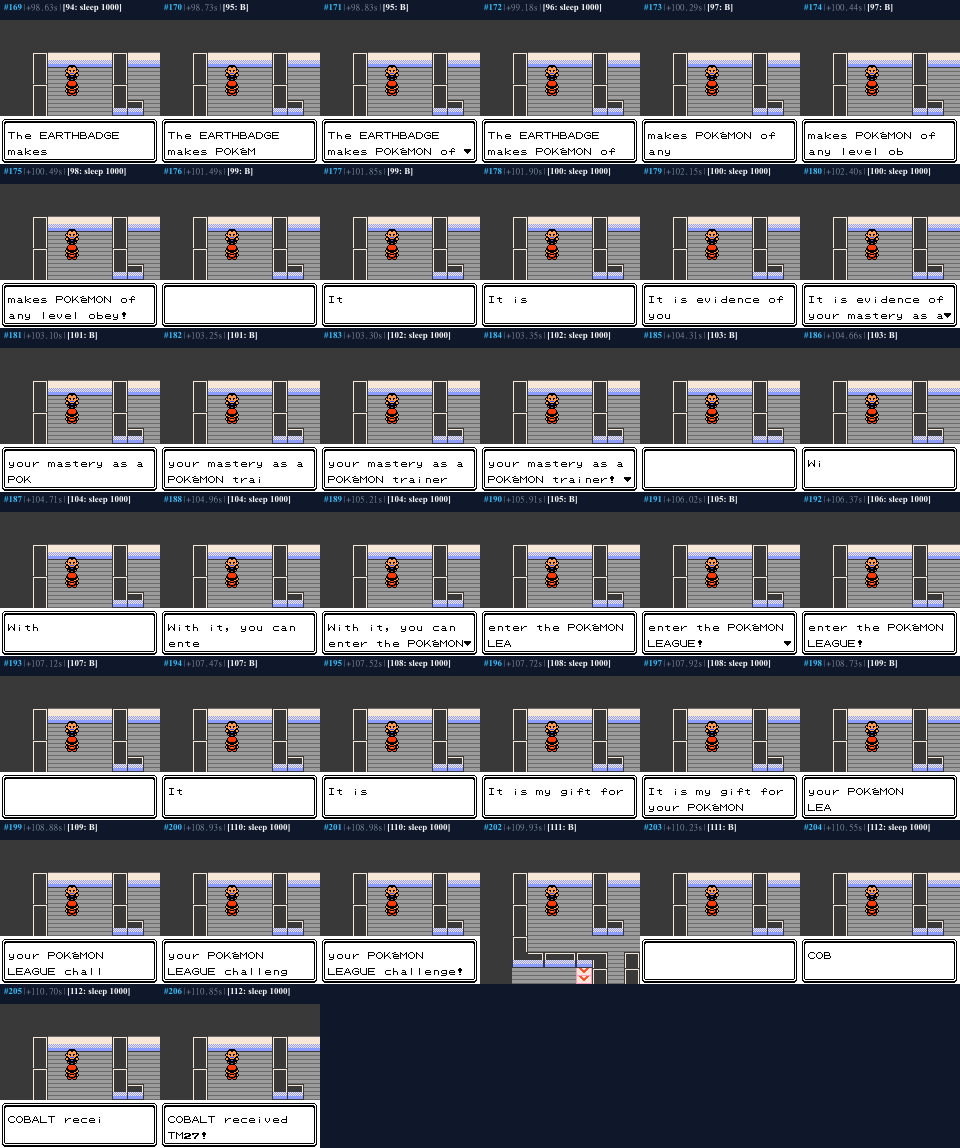 #169|+98.63s|[94: sleep 1000]
#170|+98.73s|[95: B]
#171|+98.83s|[95: B]
#172|+99.18s|[96: sleep 1000]
#173|+100.29s|[97: B]
#174|+100.44s|[97: B]
The EARTHBADGE
makes
The EARTHBADGE
makes POKéM
The EARTHBADGE
makes POKéMON of
The EARTHBADGE
makes POKéMON of
makes POKéMON of
any
makes POKéMON of
any level ob
#175|+100.49s|[98: sleep 1000]
#176|+101.49s|[99: B]
#177|+101.85s|[99: B]
#178|+101.90s|[100: sleep 1000]
#179|+102.15s|[100: sleep 1000]
#180|+102.40s|[100: sleep 1000]
makes POKéMON of
any level obey!
It
It is
It is evidence of
you
It is evidence of
your mastery as a
#181|+103.10s|[101: B]
#182|+103.25s|[101: B]
#183|+103.30s|[102: sleep 1000]
#184|+103.35s|[102: sleep 1000]
#185|+104.31s|[103: B]
#186|+104.66s|[103: B]
your mastery as a
POK
your mastery as a
POKéMON trai
your mastery as a
POKéMON trainer
your mastery as a
POKéMON trainer!
Wi
#187|+104.71s|[104: sleep 1000]
#188|+104.96s|[104: sleep 1000]
#189|+105.21s|[104: sleep 1000]
#190|+105.91s|[105: B]
#191|+106.02s|[105: B]
#192|+106.37s|[106: sleep 1000]
With
With it, you can
ente
With it, you can
enter the POKéMON
enter the POKéMON
LEA
enter the POKéMON
LEAGUE!
enter the POKéMON
LEAGUE!
#193|+107.12s|[107: B]
#194|+107.47s|[107: B]
#195|+107.52s|[108: sleep 1000]
#196|+107.72s|[108: sleep 1000]
#197|+107.92s|[108: sleep 1000]
#198|+108.73s|[109: B]
It
It is
It is my gift for
It is my gift for
your POKéMON
your POKéMON
LEA
#199|+108.88s|[109: B]
#200|+108.93s|[110: sleep 1000]
#201|+108.98s|[110: sleep 1000]
#202|+109.93s|[111: B]
#203|+110.23s|[111: B]
#204|+110.55s|[112: sleep 1000]
your POKéMON
LEAGUE chall
your POKéMON
LEAGUE challeng
your POKéMON
LEAGUE challenge!
COB
#205|+110.70s|[112: sleep 1000]
#206|+110.85s|[112: sleep 1000]
COBALT recei
COBALT received
TM27!